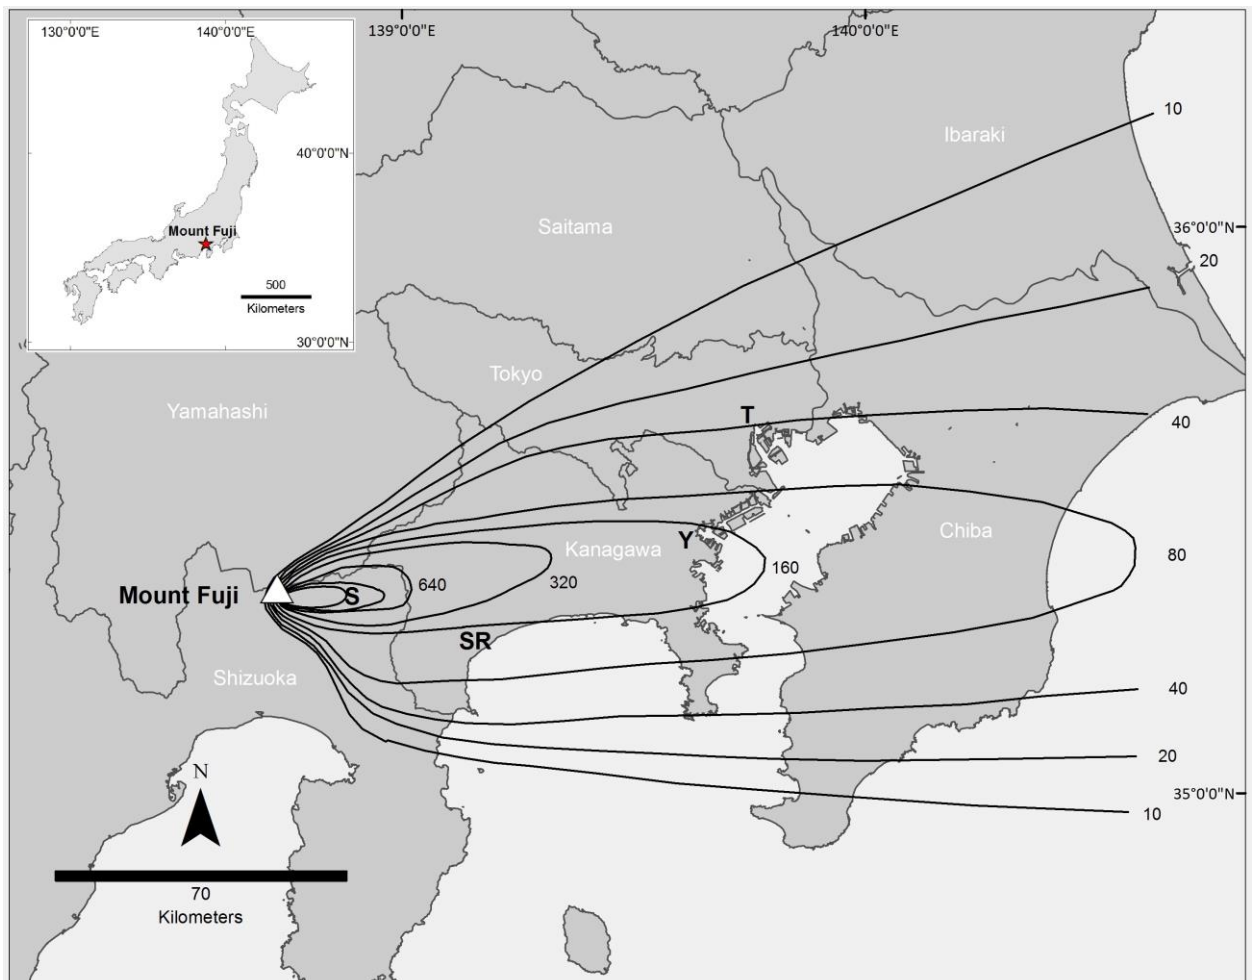 130°0'0"E
140°0'0"E
139°0'0"E
140°0'0"E
10
Ibaraki
40°0'0"N
Saitama
36°0'0"N
Mount Fuji
20
500
Kilometers
30°0'0"N
Tokyo
Yamahashi
T
40
Chiba
Y
Kanagawa
80
160
Mount Fuji
S
640
320
SR
Shizuoka
40
20
N
35°0'0"N
10
70
Kilometers